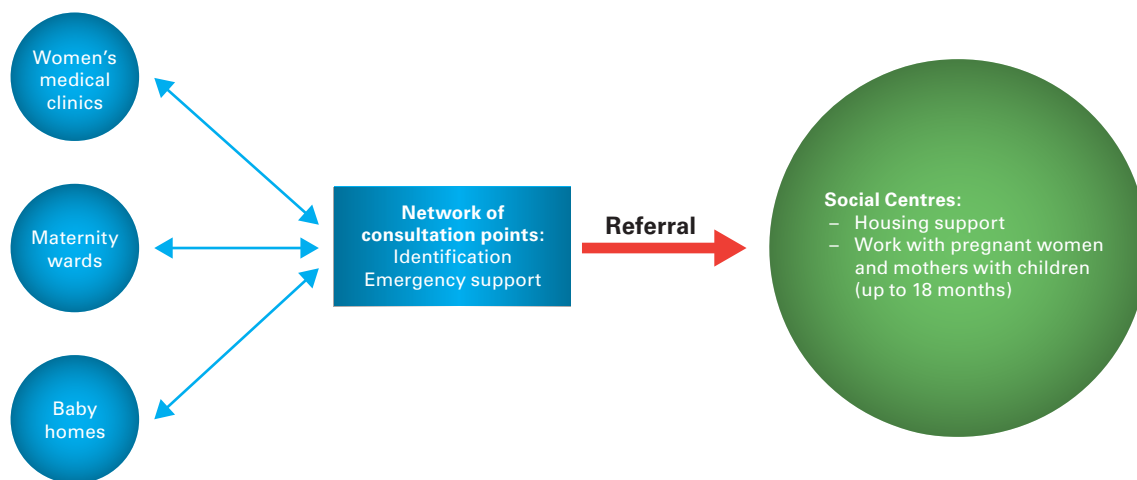 Women's
medical
clinics
Maternity
wards
Baby
homes
Network of
consultation points:
Identification
Emergency support
Referral
Social Centres:
– Housing support
– Work with pregnant women
and mothers with children
(up to 18 months)